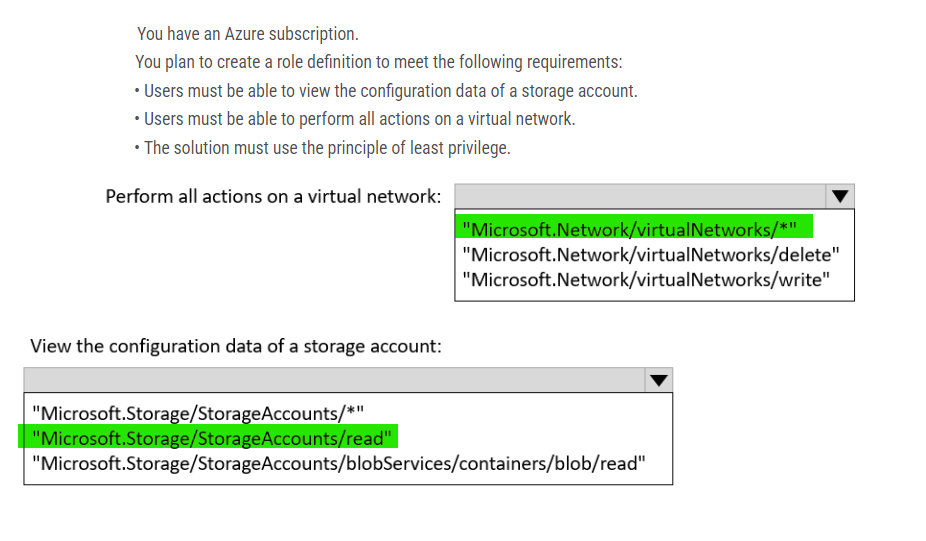 You have an Azure subscription.
You plan to create a role definition to meet the following requirements:
• Users must be able to view the configuration data of a storage account.
• Users must be able to perform all actions on a virtual network.
• The solution must use the principle of least privilege.
Perform all actions on a virtual network:
"Microsoft.Network/virtualNetworks/*"
"Microsoft.Network/virtualNetworks/delete"
"Microsoft.Network/virtualNetworks/write"
View the configuration data of a storage account:
"Microsoft.Storage/StorageAccounts/*"
"Microsoft.Storage/StorageAccounts/read"
"Microsoft.Storage/StorageAccounts/blobServices/containers/blob/read"